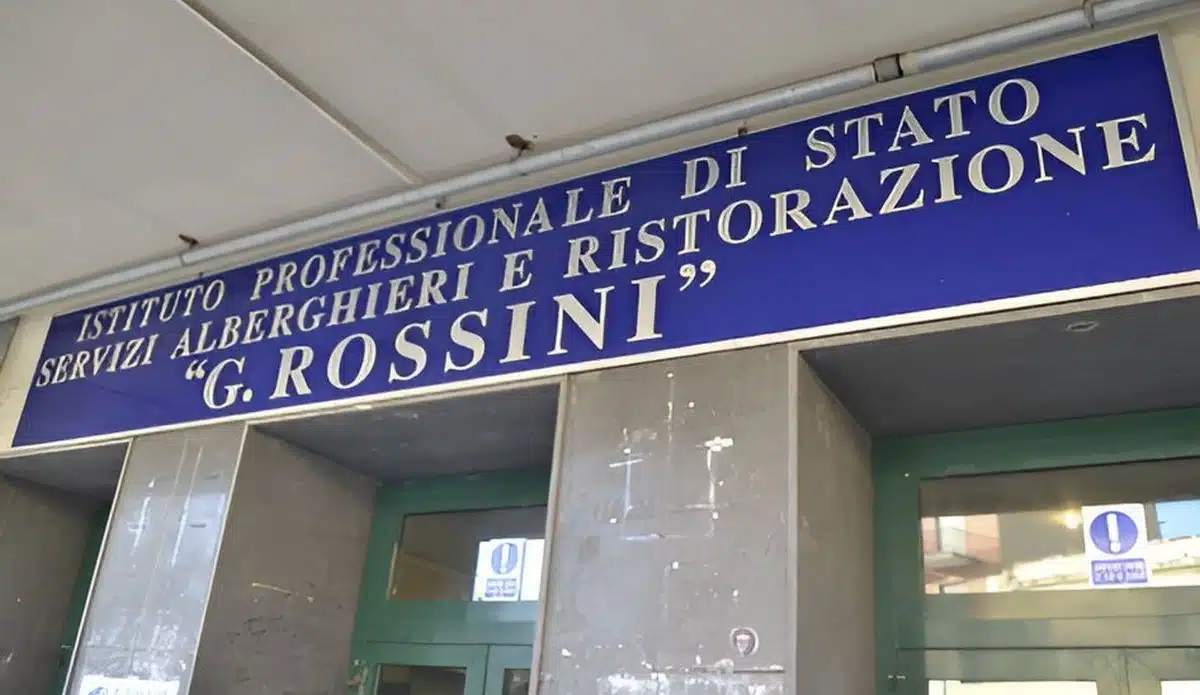 ISTITUTO PROFESSIONALE DI STATO
SERVIZI ALBERGHIERI E RISTORAZIONE
“G. ROSSINI”